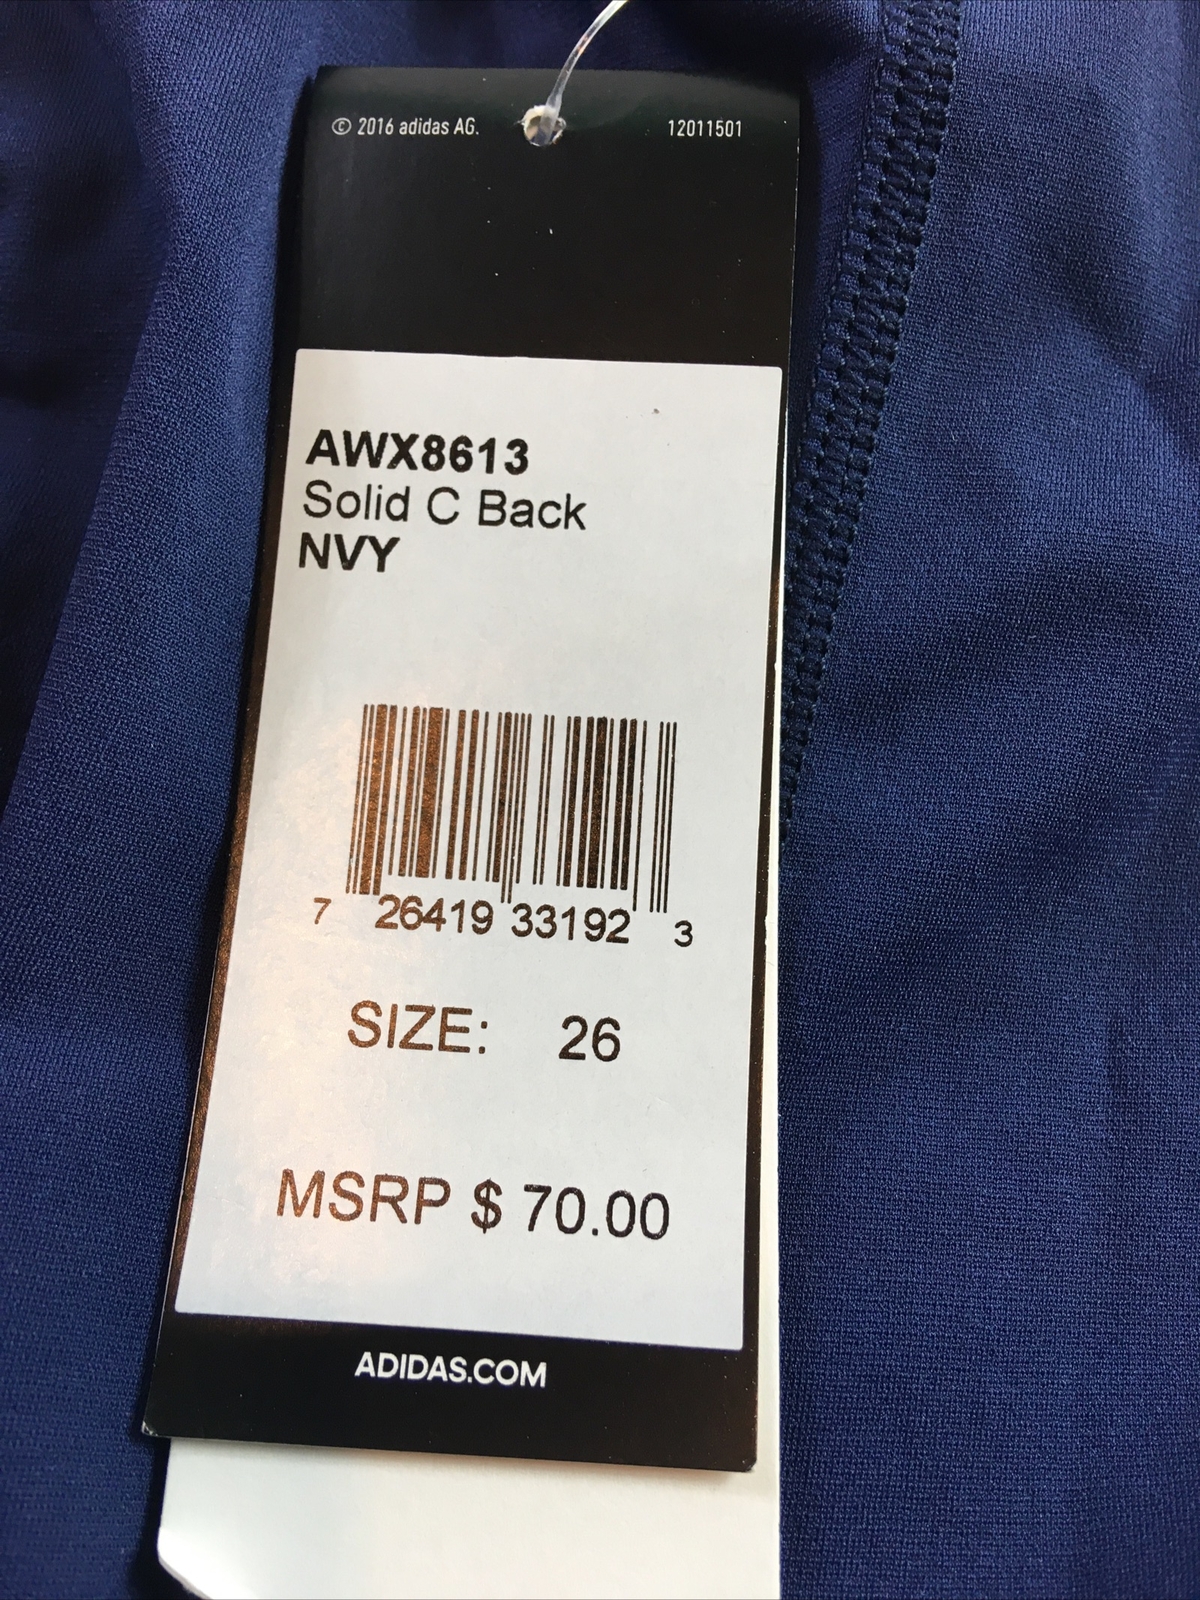 © 2016 adidas AG. 12011501
AWX8613
Solid C Back
NVY
7 26419 33192 3
SIZE: 26
MSRP $ 70.00
ADIDAS.COM